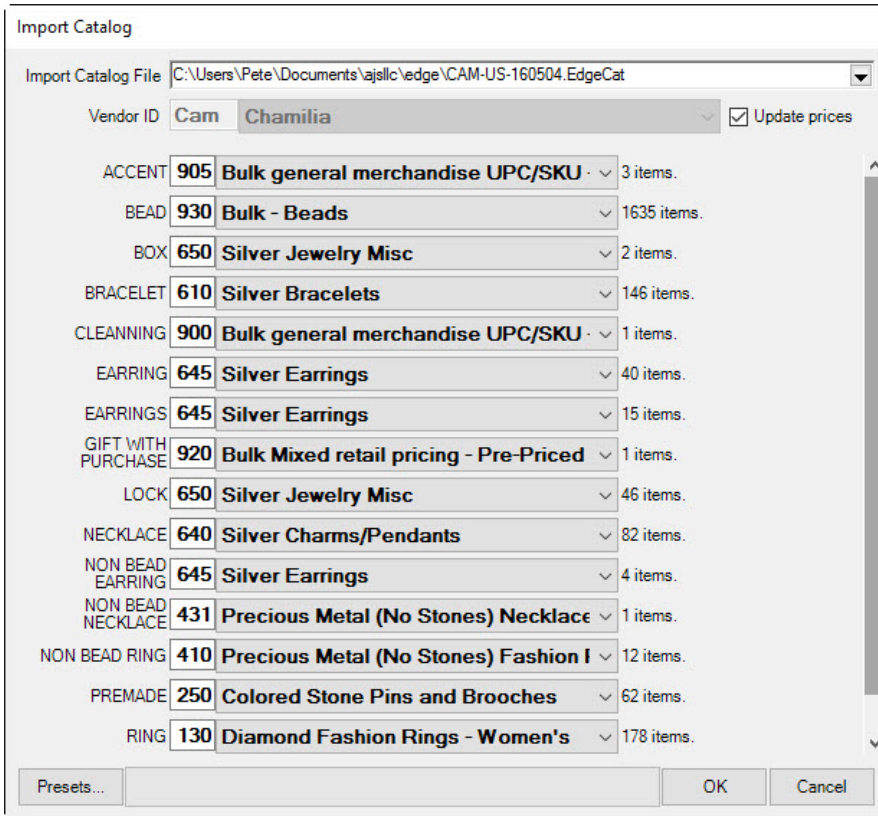 Import Catalog
Import Catalog File C:\Users\Pete\Documents\ajsllc\edge\CAM-US-160504.EdgeCat
Vendor ID Cam Chamilia Update prices
ACCENT 905 Bulk general merchandise UPC/SKU - 3 items.
BEAD 930 Bulk - Beads 1635 items.
BOX 650 Silver Jewelry Misc 2 items.
BRACELET 610 Silver Bracelets 146 items.
CLEANNING 900 Bulk general merchandise UPC/SKU - 1 items.
EARRING 645 Silver Earrings 40 items.
EARRINGS 645 Silver Earrings 15 items.
GIFT WITH
PURCHASE 920 Bulk Mixed retail pricing - Pre-Priced 1 items.
LOCK 650 Silver Jewelry Misc 46 items.
NECKLACE 640 Silver Charms/Pendants 82 items.
NON BEAD
EARRING 645 Silver Earrings 4 items.
NON BEAD
NECKLACE 431 Precious Metal (No Stones) Necklace 1 items.
NON BEAD RING 410 Precious Metal (No Stones) Fashion 12 items.
PREMADE 250 Colored Stone Pins and Brooches 62 items.
RING 130 Diamond Fashion Rings - Women's 178 items.
Presets... OK Cancel